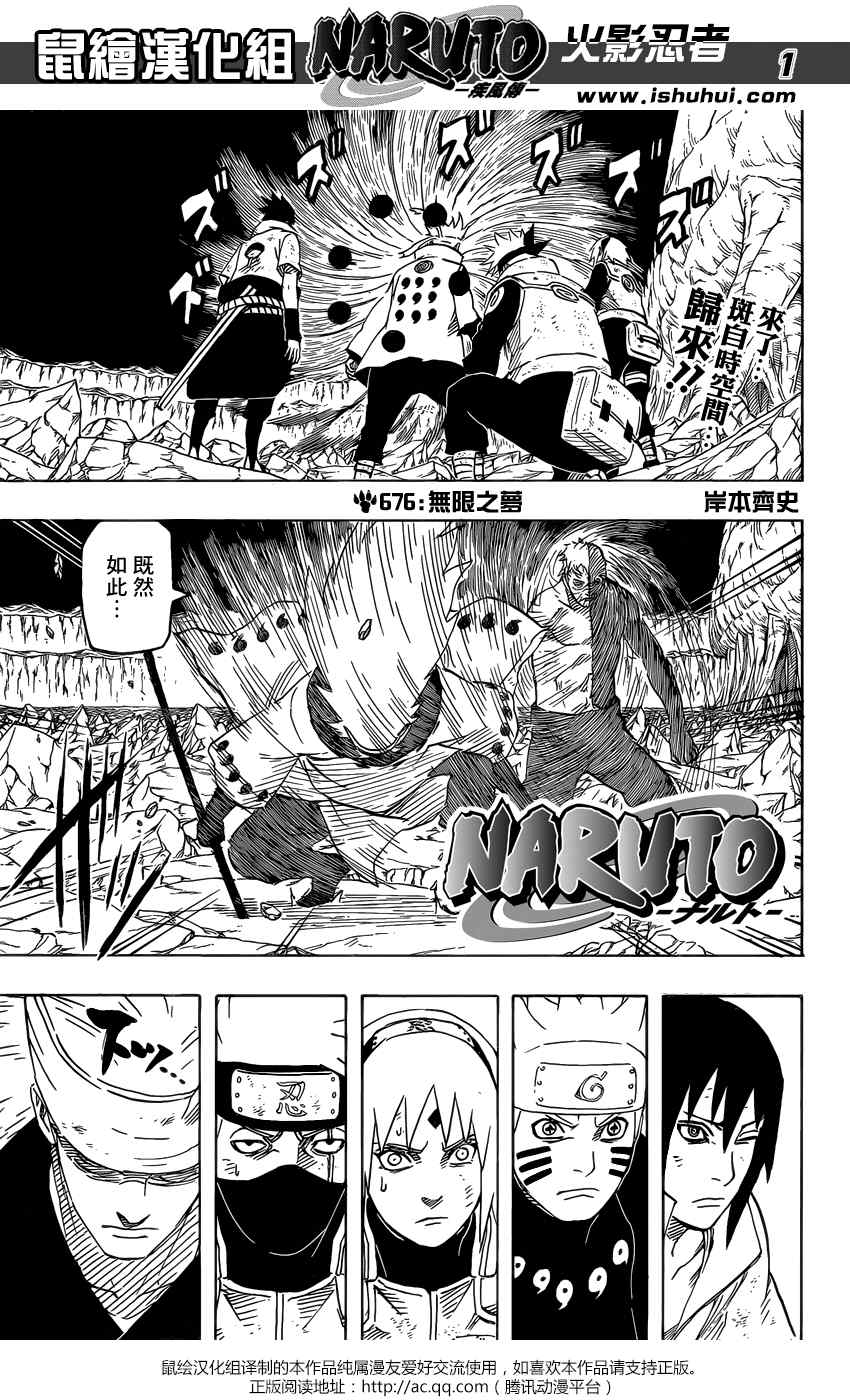 鼠繪漢化組
NARUTO
-疾風傳-
火影忍者
1
www.ishuhui.com
ズ
ズ
ズ
ズ
ズ
ズ
來了…
斑自時空間…
歸來!!
676:無限之夢
岸本齊史
既然
如此…
NARUTO
-ナルト-
忍
忍
鼠绘汉化组译制的本作品纯属漫友爱好交流使用，如喜欢本作品请支持正版。
正版阅读地址：http://ac.qq.com（腾讯动漫平台）